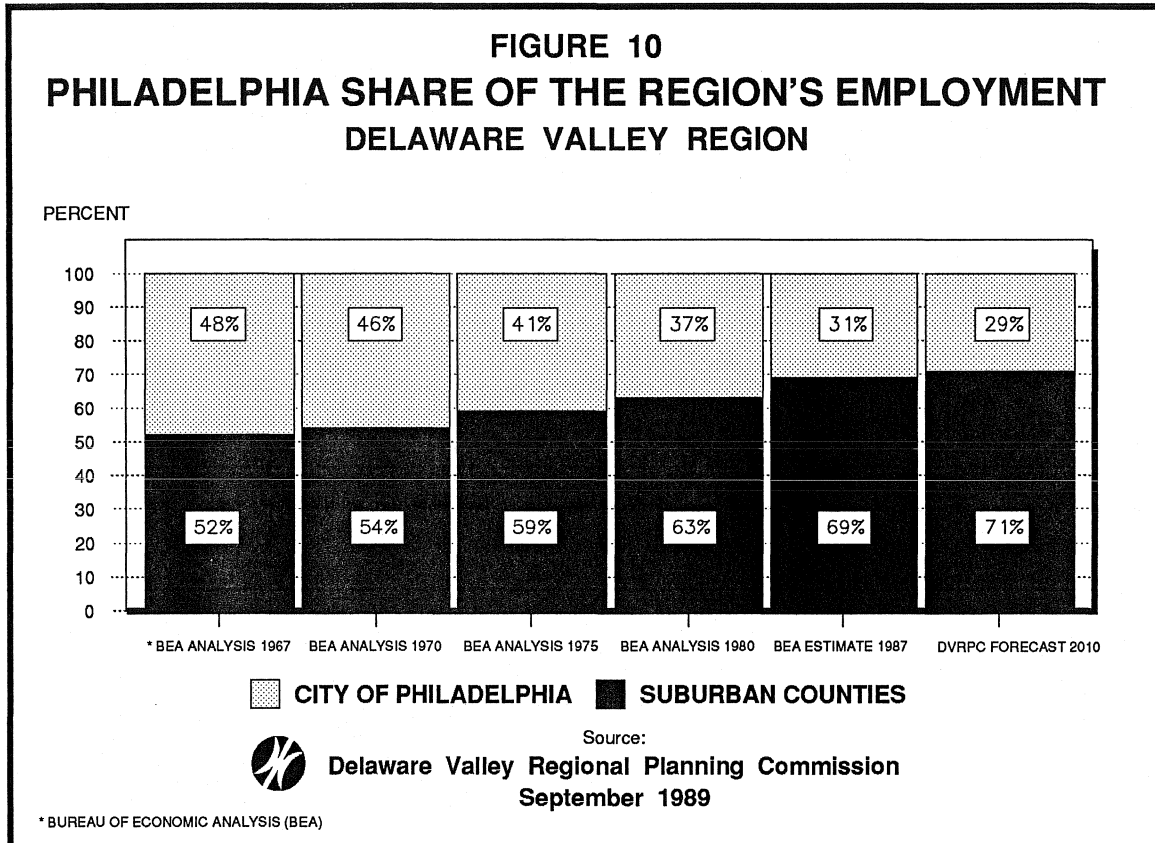 FIGURE 10
PHILADELPHIA SHARE OF THE REGION'S EMPLOYMENT
DELAWARE VALLEY REGION
PERCENT
100
90
80
70
60
50
40
30
20
10
0
48% 46% 41% 37% 31% 29%
52% 54% 59% 63% 69% 71%
* BEA ANALYSIS 1967 BEA ANALYSIS 1970 BEA ANALYSIS 1975 BEA ANALYSIS 1980 BEA ESTIMATE 1987 DVRPC FORECAST 2010
CITY OF PHILADELPHIA SUBURBAN COUNTIES
Source:
Delaware Valley Regional Planning Commission
September 1989
* BUREAU OF ECONOMIC ANALYSIS (BEA)